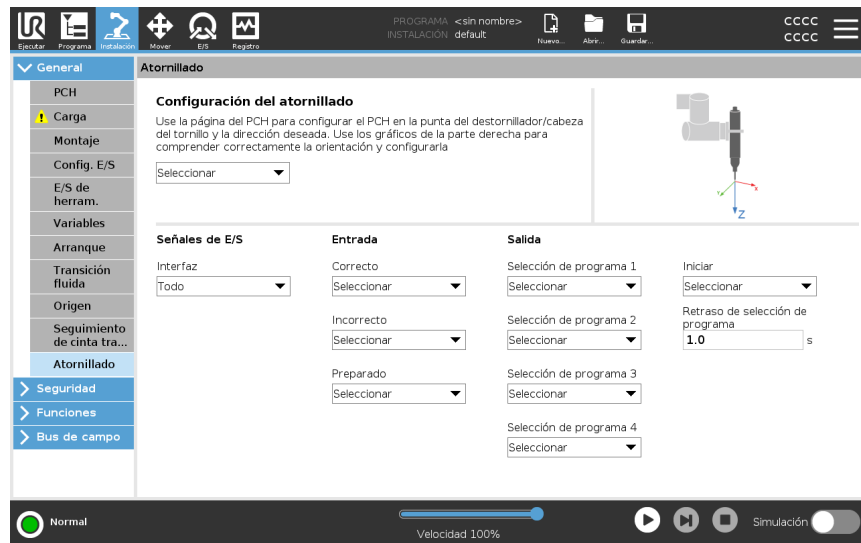 Ejecutar
Programa
Instalación
Mover
E/S
Registro
PROGRAMA <sin nombre>
INSTALACIÓN default
Nuevo...
Abrir...
Guardar...
cccc
cccc
General
PCH
Carga
Montaje
Config. E/S
E/S de
herram.
Variables
Arranque
Transición
fluida
Origen
Seguimiento
de cinta tra...
Atornillado
Seguridad
Funciones
Bus de campo
Atornillado
Configuración del atornillado
Use la página del PCH para configurar el PCH en la punta del destornillador/cabeza
del tornillo y la dirección deseada. Use los gráficos de la parte derecha para
comprender correctamente la orientación y configurarla
Seleccionar
Y
X
Z
Señales de E/S
Interfaz
Todo
Entrada
Correcto
Seleccionar
Incorrecto
Seleccionar
Preparado
Seleccionar
Salida
Selección de programa 1
Seleccionar
Selección de programa 2
Seleccionar
Selección de programa 3
Seleccionar
Selección de programa 4
Seleccionar
Iniciar
Seleccionar
Retraso de selección de
programa
1.0 s
Normal
Velocidad 100%
Simulación